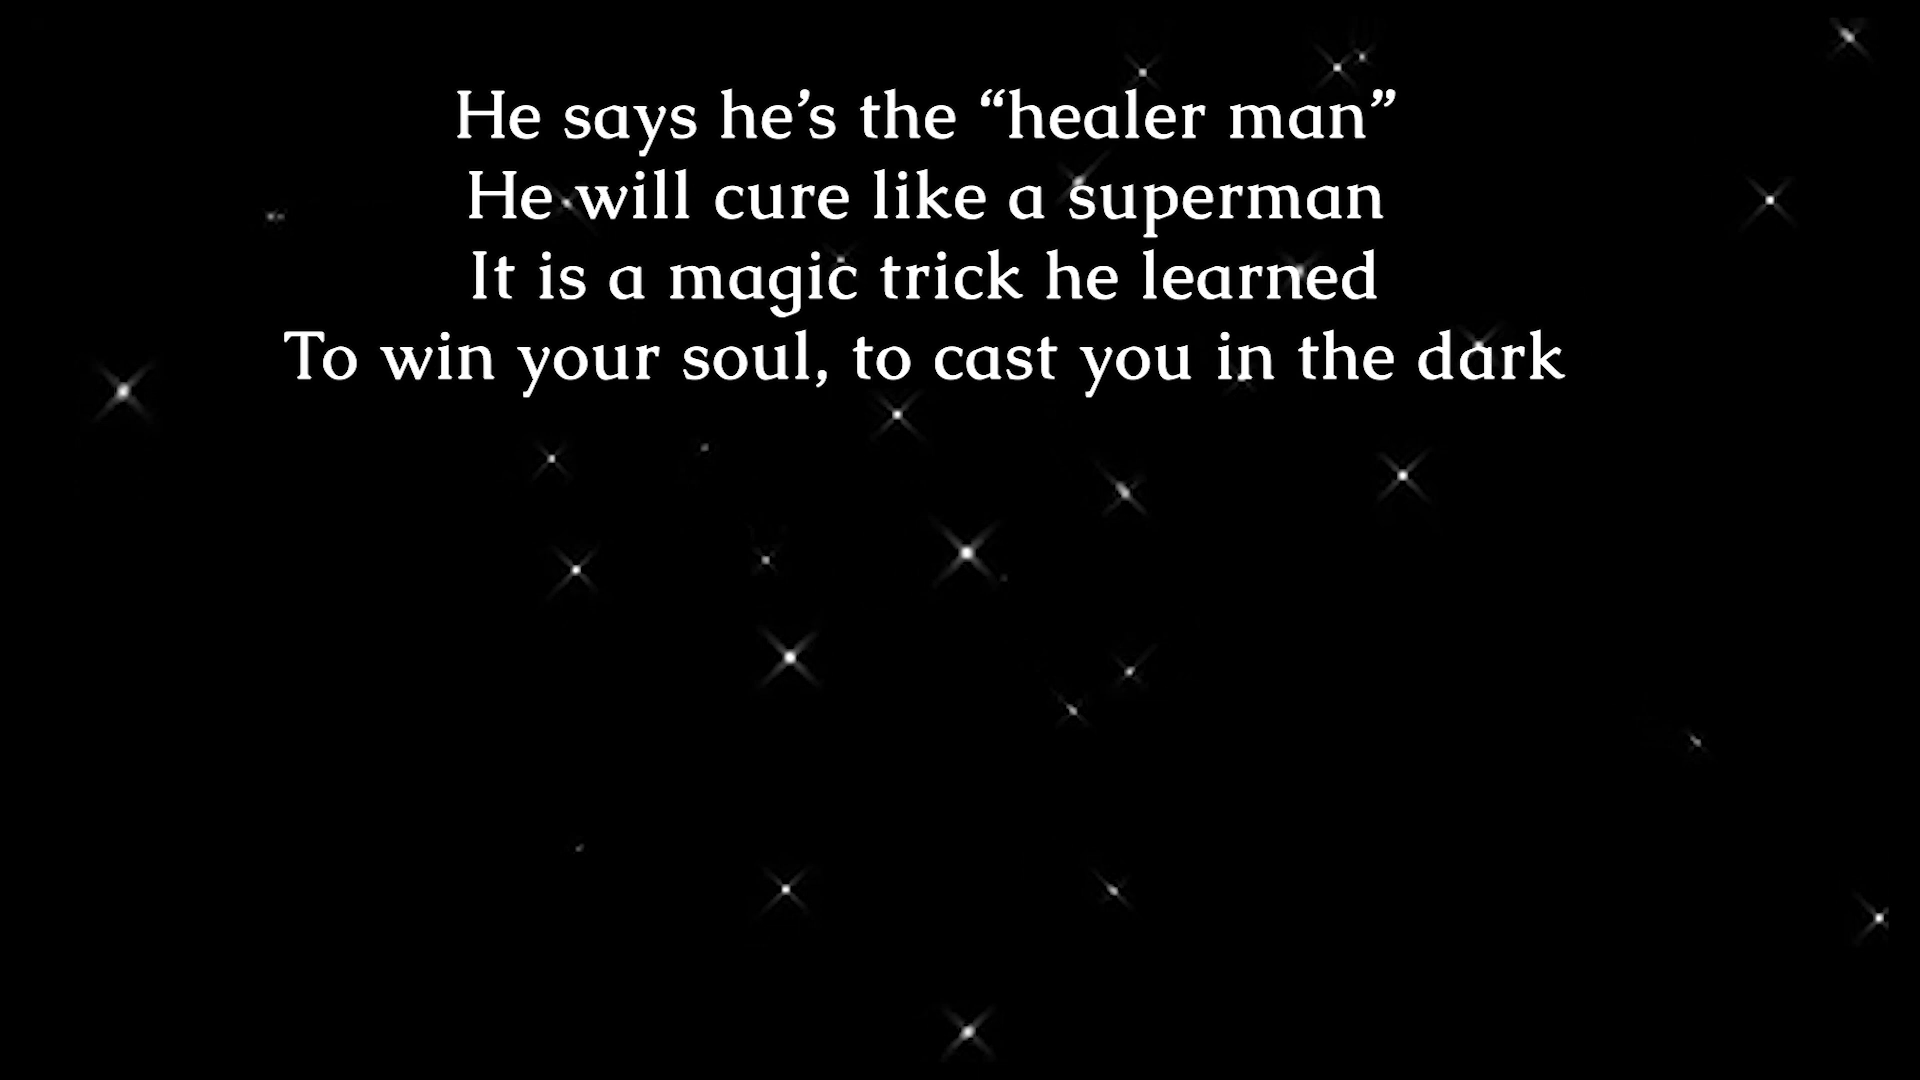 He says he’s the “healer man”
He will cure like a superman
It is a magic trick he learned
To win your soul, to cast you in the dark